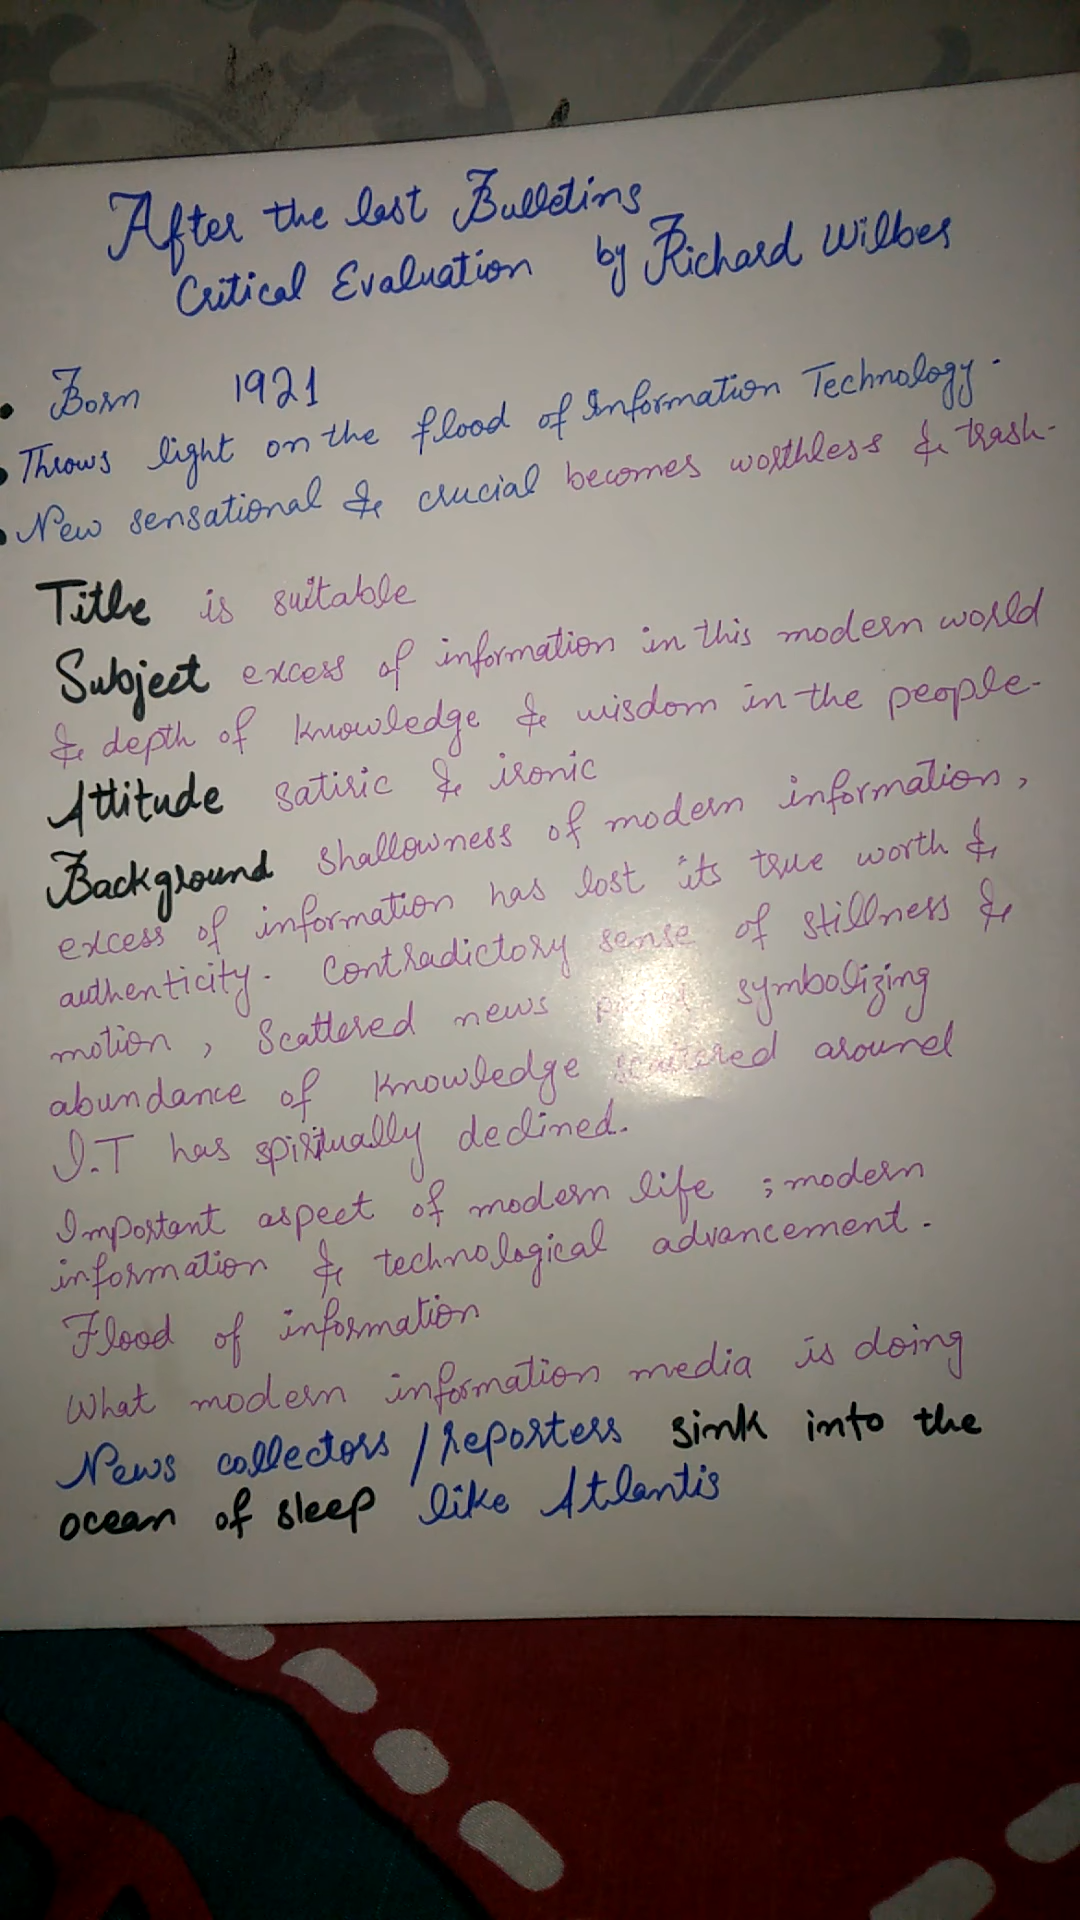 After the last Bulletins
Critical Evaluation by Richard Wilber
• Born 1921
• Throws light on the flood of Information Technology.
• New sensational & crucial becomes worthless & trash.
Title is suitable
Subject excess of information in this modern world
& depth of knowledge & wisdom in the people.
Attitude satiric & ironic
Background shallowness of modern information,
excess of information has lost its true worth &
authenticity. Contradictory sense of stillness &
motion, Scattered news symbolizing
abundance of knowledge scattered around
I.T has spiritually declined.
Important aspect of modern life ; modern
information & technological advancement.
Flood of information
What modern information media is doing
News collectors / reporters sink into the
ocean of sleep like Atlantis